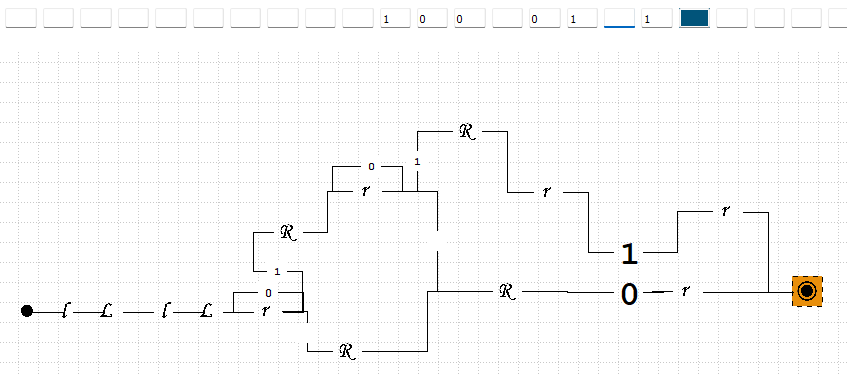 1 0 0 0 1 1
R
0 1
r r r
R
1 1
0 R 0 r
l L l L r
R